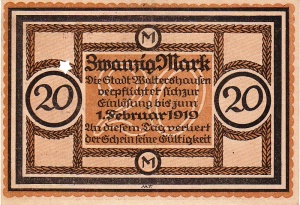 M
Zwanzig Mark
Die Stadt Waltershausen
verpflichtet sich zur
Einlösung bis zum
1. Februar 1919
An diesem Tag verliert
der Schein seine Gültigkeit
20
20
M